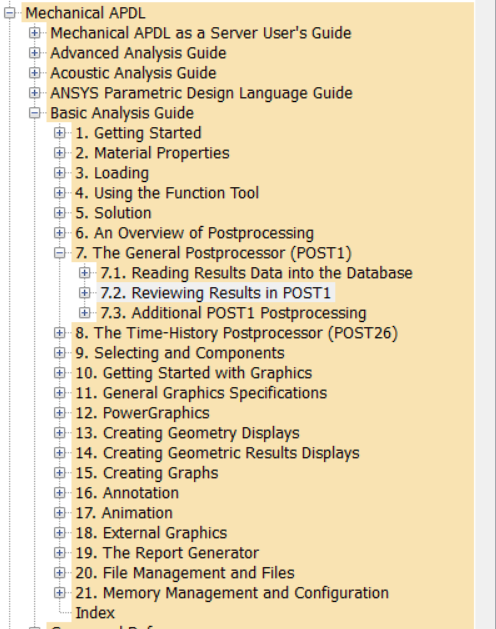 Mechanical APDL
Mechanical APDL as a Server User's Guide
Advanced Analysis Guide
Acoustic Analysis Guide
ANSYS Parametric Design Language Guide
Basic Analysis Guide
1. Getting Started
2. Material Properties
3. Loading
4. Using the Function Tool
5. Solution
6. An Overview of Postprocessing
7. The General Postprocessor (POST1)
7.1. Reading Results Data into the Database
7.2. Reviewing Results in POST1
7.3. Additional POST1 Postprocessing
8. The Time-History Postprocessor (POST26)
9. Selecting and Components
10. Getting Started with Graphics
11. General Graphics Specifications
12. PowerGraphics
13. Creating Geometry Displays
14. Creating Geometric Results Displays
15. Creating Graphs
16. Annotation
17. Animation
18. External Graphics
19. The Report Generator
20. File Management and Files
21. Memory Management and Configuration
Index